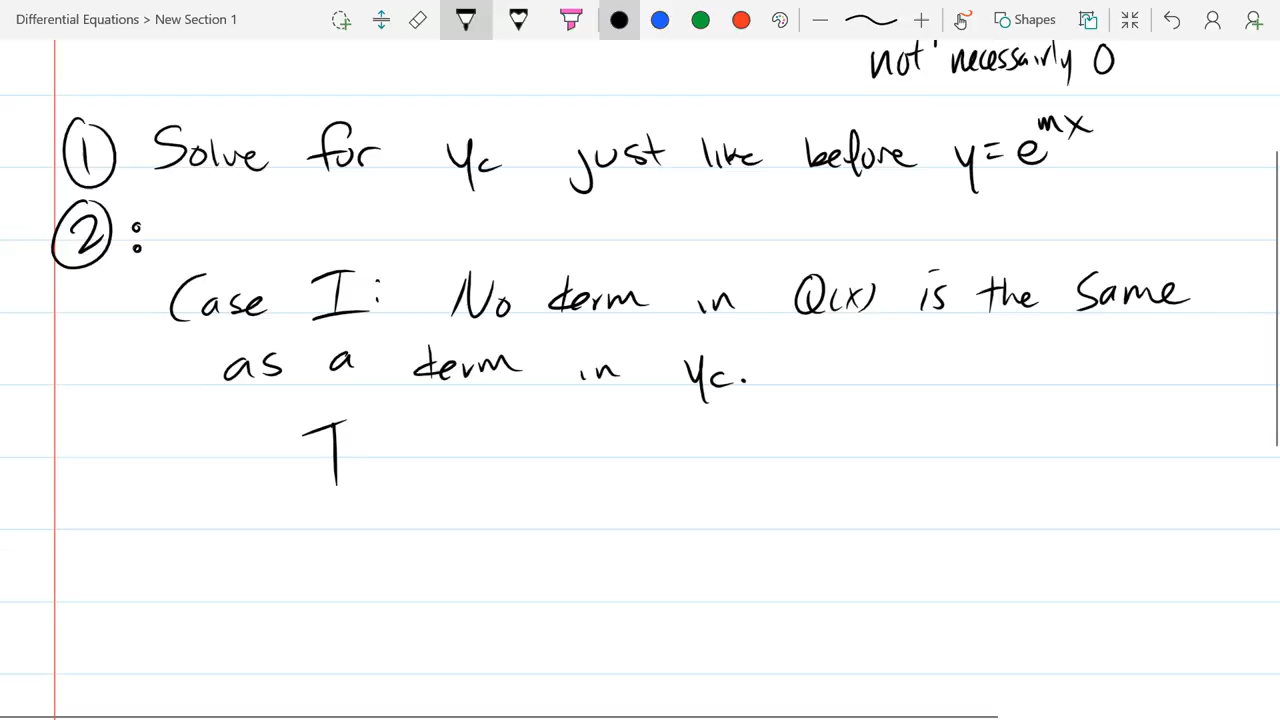 Differential Equations > New Section 1
Shapes
not necessairly 0
① Solve for yc just like before y=e^mx
② :
Case I: No term in Q(x) is the same
as a term in yc.
T